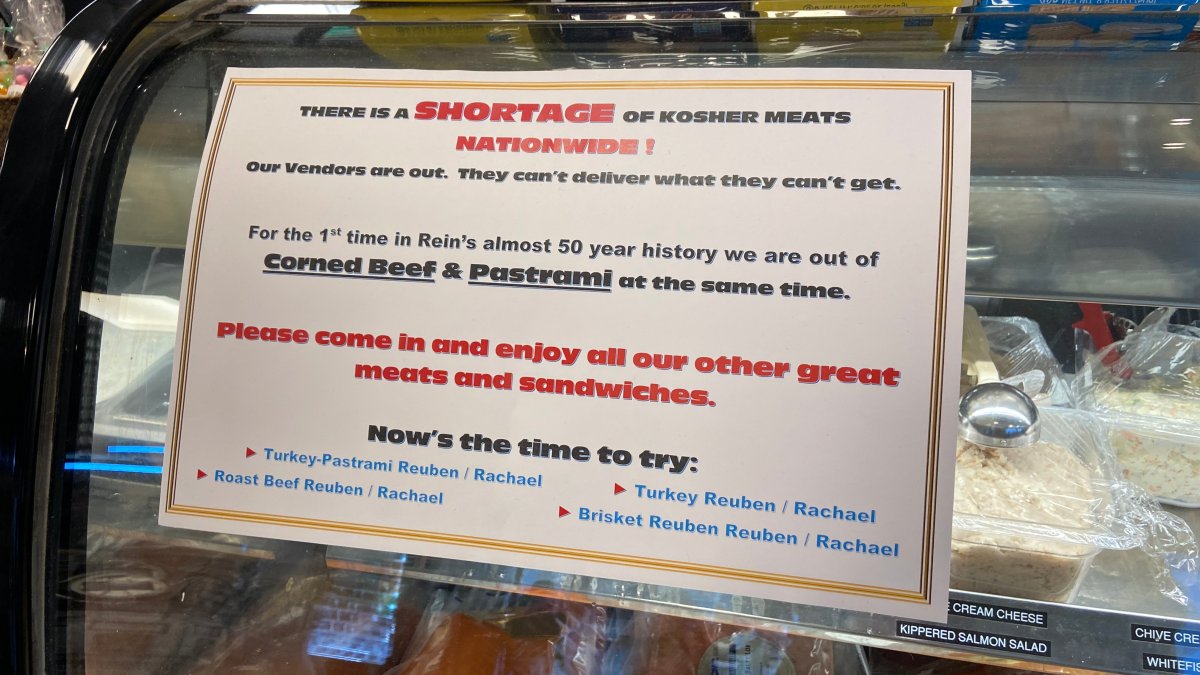 THERE IS A SHORTAGE OF KOSHER MEATS
NATIONWIDE !
Our Vendors are out. They can't deliver what they can't get.
For the 1st time in Rein's almost 50 year history we are out of
Corned Beef & Pastrami at the same time.
Please come in and enjoy all our other great
meats and sandwiches.
Now's the time to try:
▶ Turkey-Pastrami Reuben / Rachael
▶ Turkey Reuben / Rachael
▶ Roast Beef Reuben / Rachael
▶ Brisket Reuben Reuben / Rachael
CREAM CHEESE
KIPPERED SALMON SALAD
CHIVE CRE
WHITEFIS